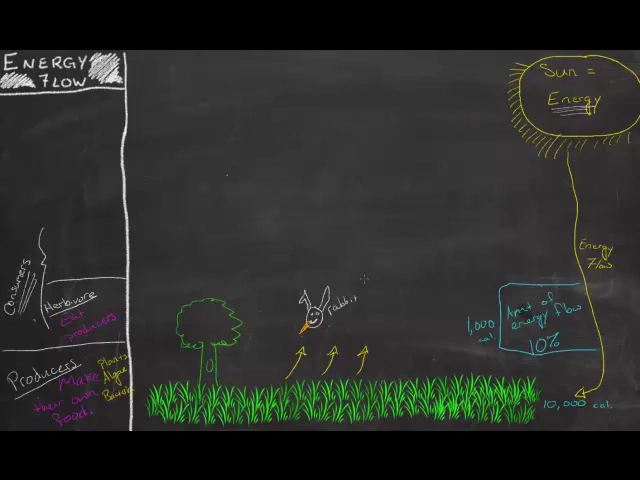 ENERGY
FLOW
Sun =
Energy
Energy
Flow
Consumers
Herbivore
Eat
producers
rabbit
1,000
cal
Amt of
energy flow
10%
Producers
Make
their own
food.
Plants
Algae
10,000 cal.